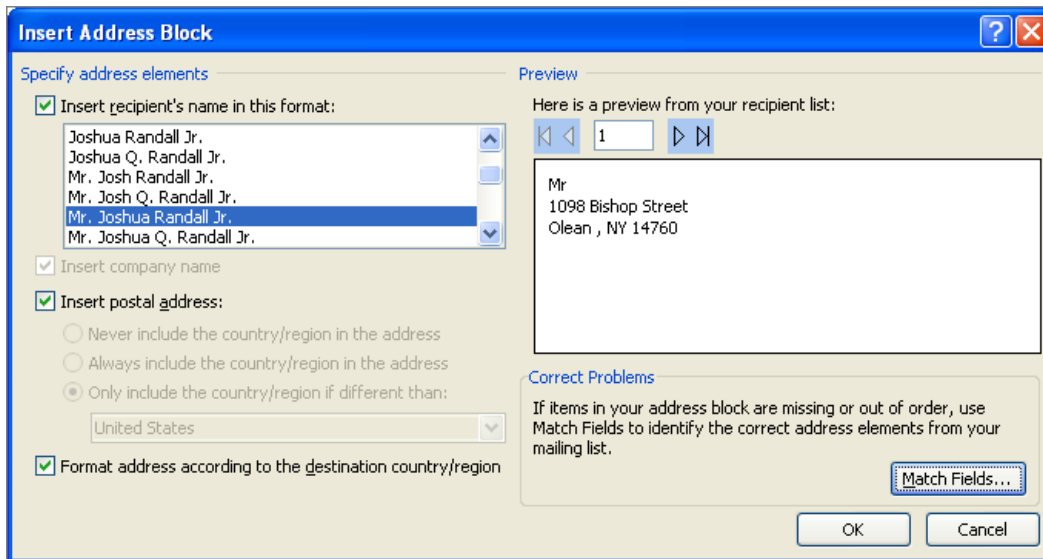 Insert Address Block
Specify address elements
Insert recipient's name in this format:
Joshua Randall Jr.
Joshua Q. Randall Jr.
Mr. Josh Randall Jr.
Mr. Josh Q. Randall Jr.
Mr. Joshua Randall Jr.
Mr. Joshua Q. Randall Jr.
Insert company name
Insert postal address:
Never include the country/region in the address
Always include the country/region in the address
Only include the country/region if different than:
United States
Format address according to the destination country/region
Preview
Here is a preview from your recipient list:
1
Mr
1098 Bishop Street
Olean , NY 14760
Correct Problems
If items in your address block are missing or out of order, use
Match Fields to identify the correct address elements from your
mailing list.
Match Fields...
OK
Cancel